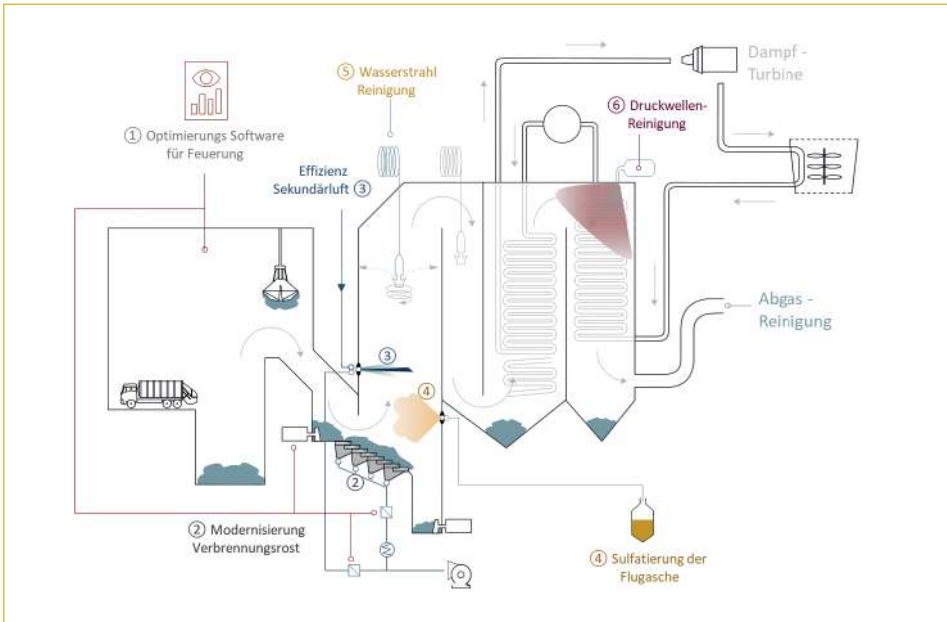 Dampf -
Turbine
⑤ Wasserstrahl
Reinigung
⑥ Druckwellen-
Reinigung
① Optimierungs Software
für Feuerung
Effizienz
Sekundärluft ③
Abgas -
Reinigung
③
④
②
② Modernisierung
Verbrennungsrost
④ Sulfatierung der
Flugasche